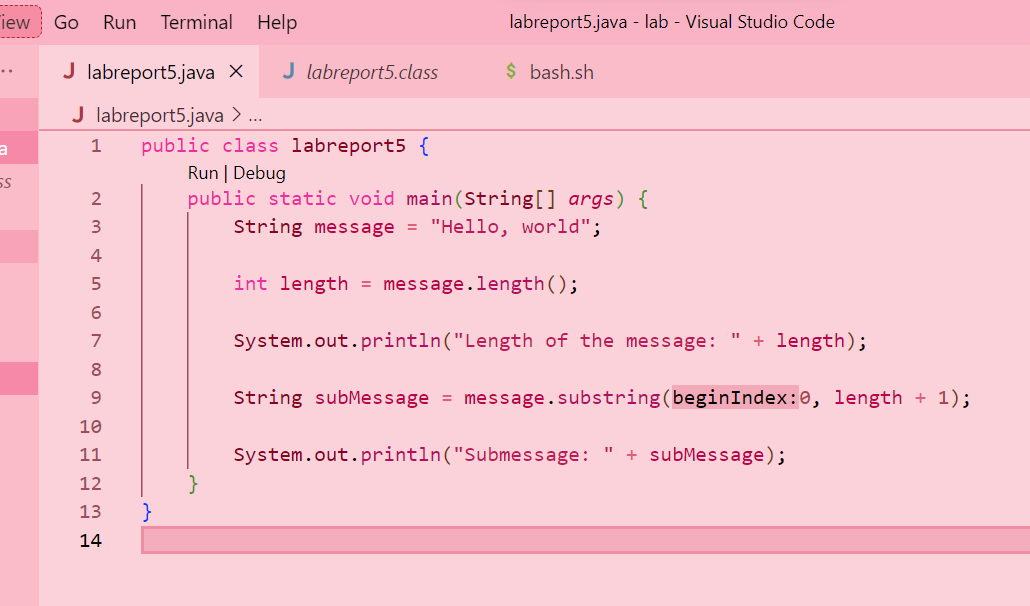 iew Go Run Terminal Help labreport5.java - lab - Visual Studio Code
J labreport5.java × J labreport5.class $ bash.sh
J labreport5.java > ...
a
ss
1 public class labreport5 {
Run | Debug
2 public static void main(String[] args) {
3 String message = "Hello, world";
4
5 int length = message.length();
6
7 System.out.println("Length of the message: " + length);
8
9 String subMessage = message.substring(beginIndex:0, length + 1);
10
11 System.out.println("Submessage: " + subMessage);
12 }
13 }
14